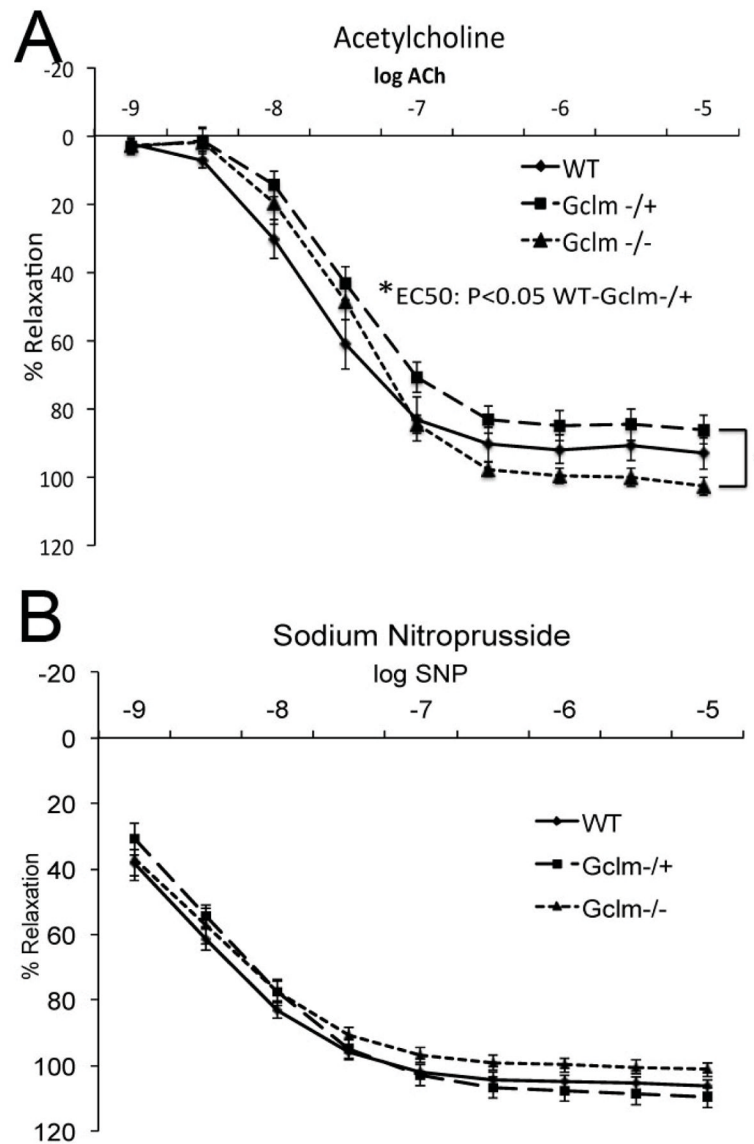 A
Acetylcholine
log ACh
-20
-9 -8 -7 -6 -5
0
20
40
60
80
100
120
% Relaxation
WT
Gclm -/+
Gclm -/-
*EC50: P<0.05 WT-Gclm-/+
B
Sodium Nitroprusside
log SNP
-20
-9 -8 -7 -6 -5
0
20
40
60
80
100
120
% Relaxation
WT
Gclm-/+
Gclm-/-